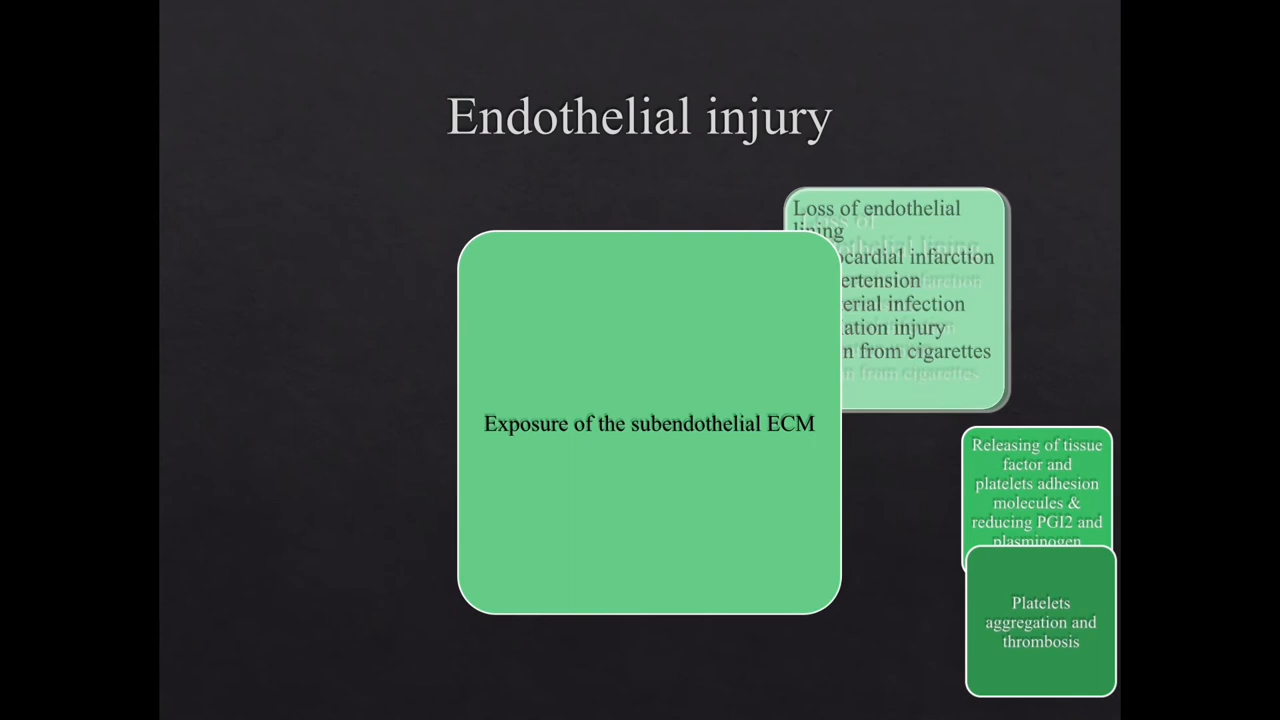 Endothelial injury
Loss of endothelial
lining
ocardial infarction
ertension
erial infection
ation injury
n from cigarettes
Exposure of the subendothelial ECM
Releasing of tissue
factor and
platelets adhesion
molecules &
reducing PGI2 and
plasminogen
Platelets
aggregation and
thrombosis